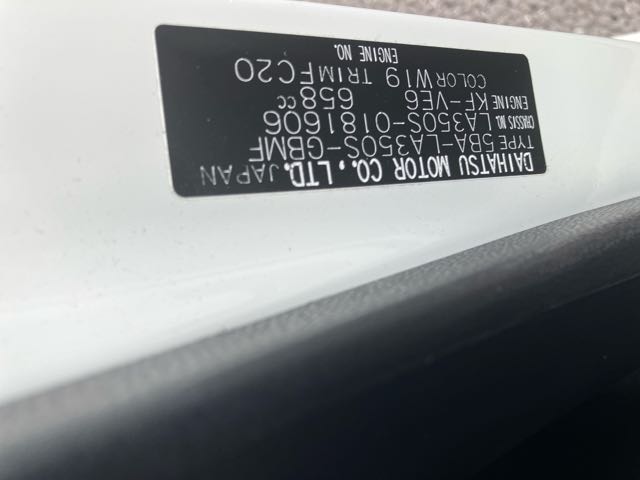 DAIHATSU MOTOR CO., LTD. JAPAN
TYPE 5BA-LA350S-GBMF
CHASSIS NO. LA350S-0181606
ENGINE KF-VE6 658cc
COLOR W19 TRIM FC20
ENGINE NO.